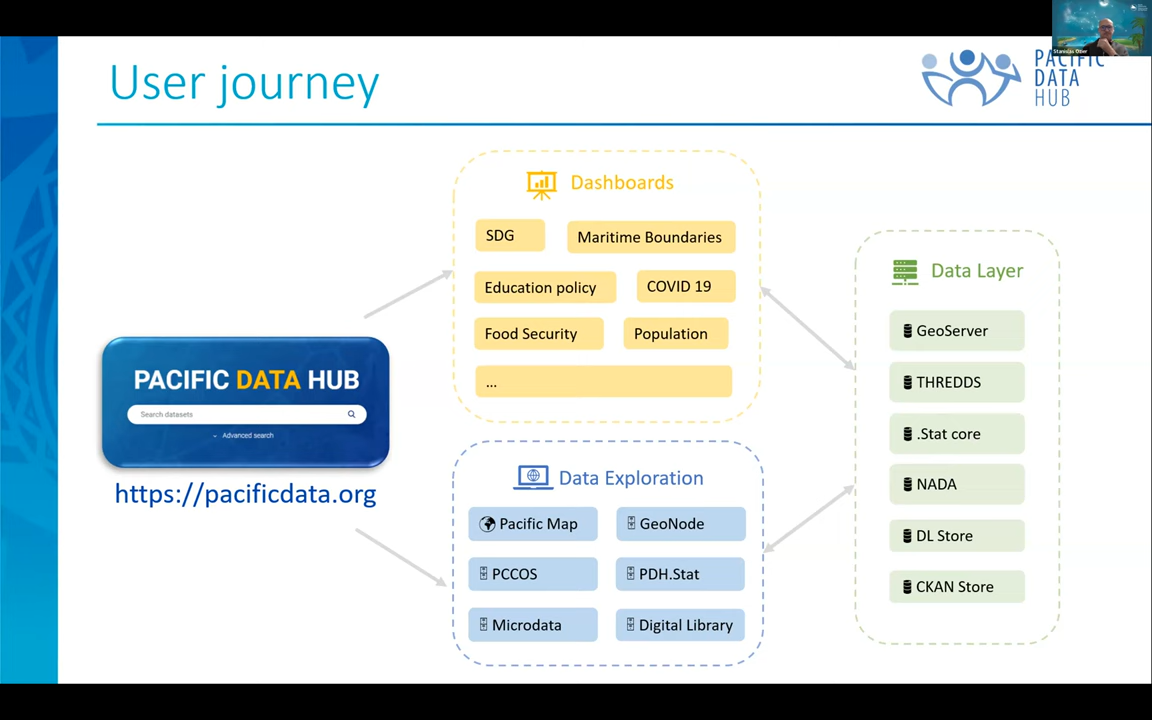 User journey
Stanislas Oper
PACIFIC
DATA
HUB
PACIFIC DATA HUB
Search datasets
Advanced search
https://pacificdata.org
Dashboards
SDG
Maritime Boundaries
Education policy
COVID 19
Food Security
Population
...
Data Exploration
Pacific Map
GeoNode
PCCOS
PDH.Stat
Microdata
Digital Library
Data Layer
GeoServer
THREDDS
.Stat core
NADA
DL Store
CKAN Store